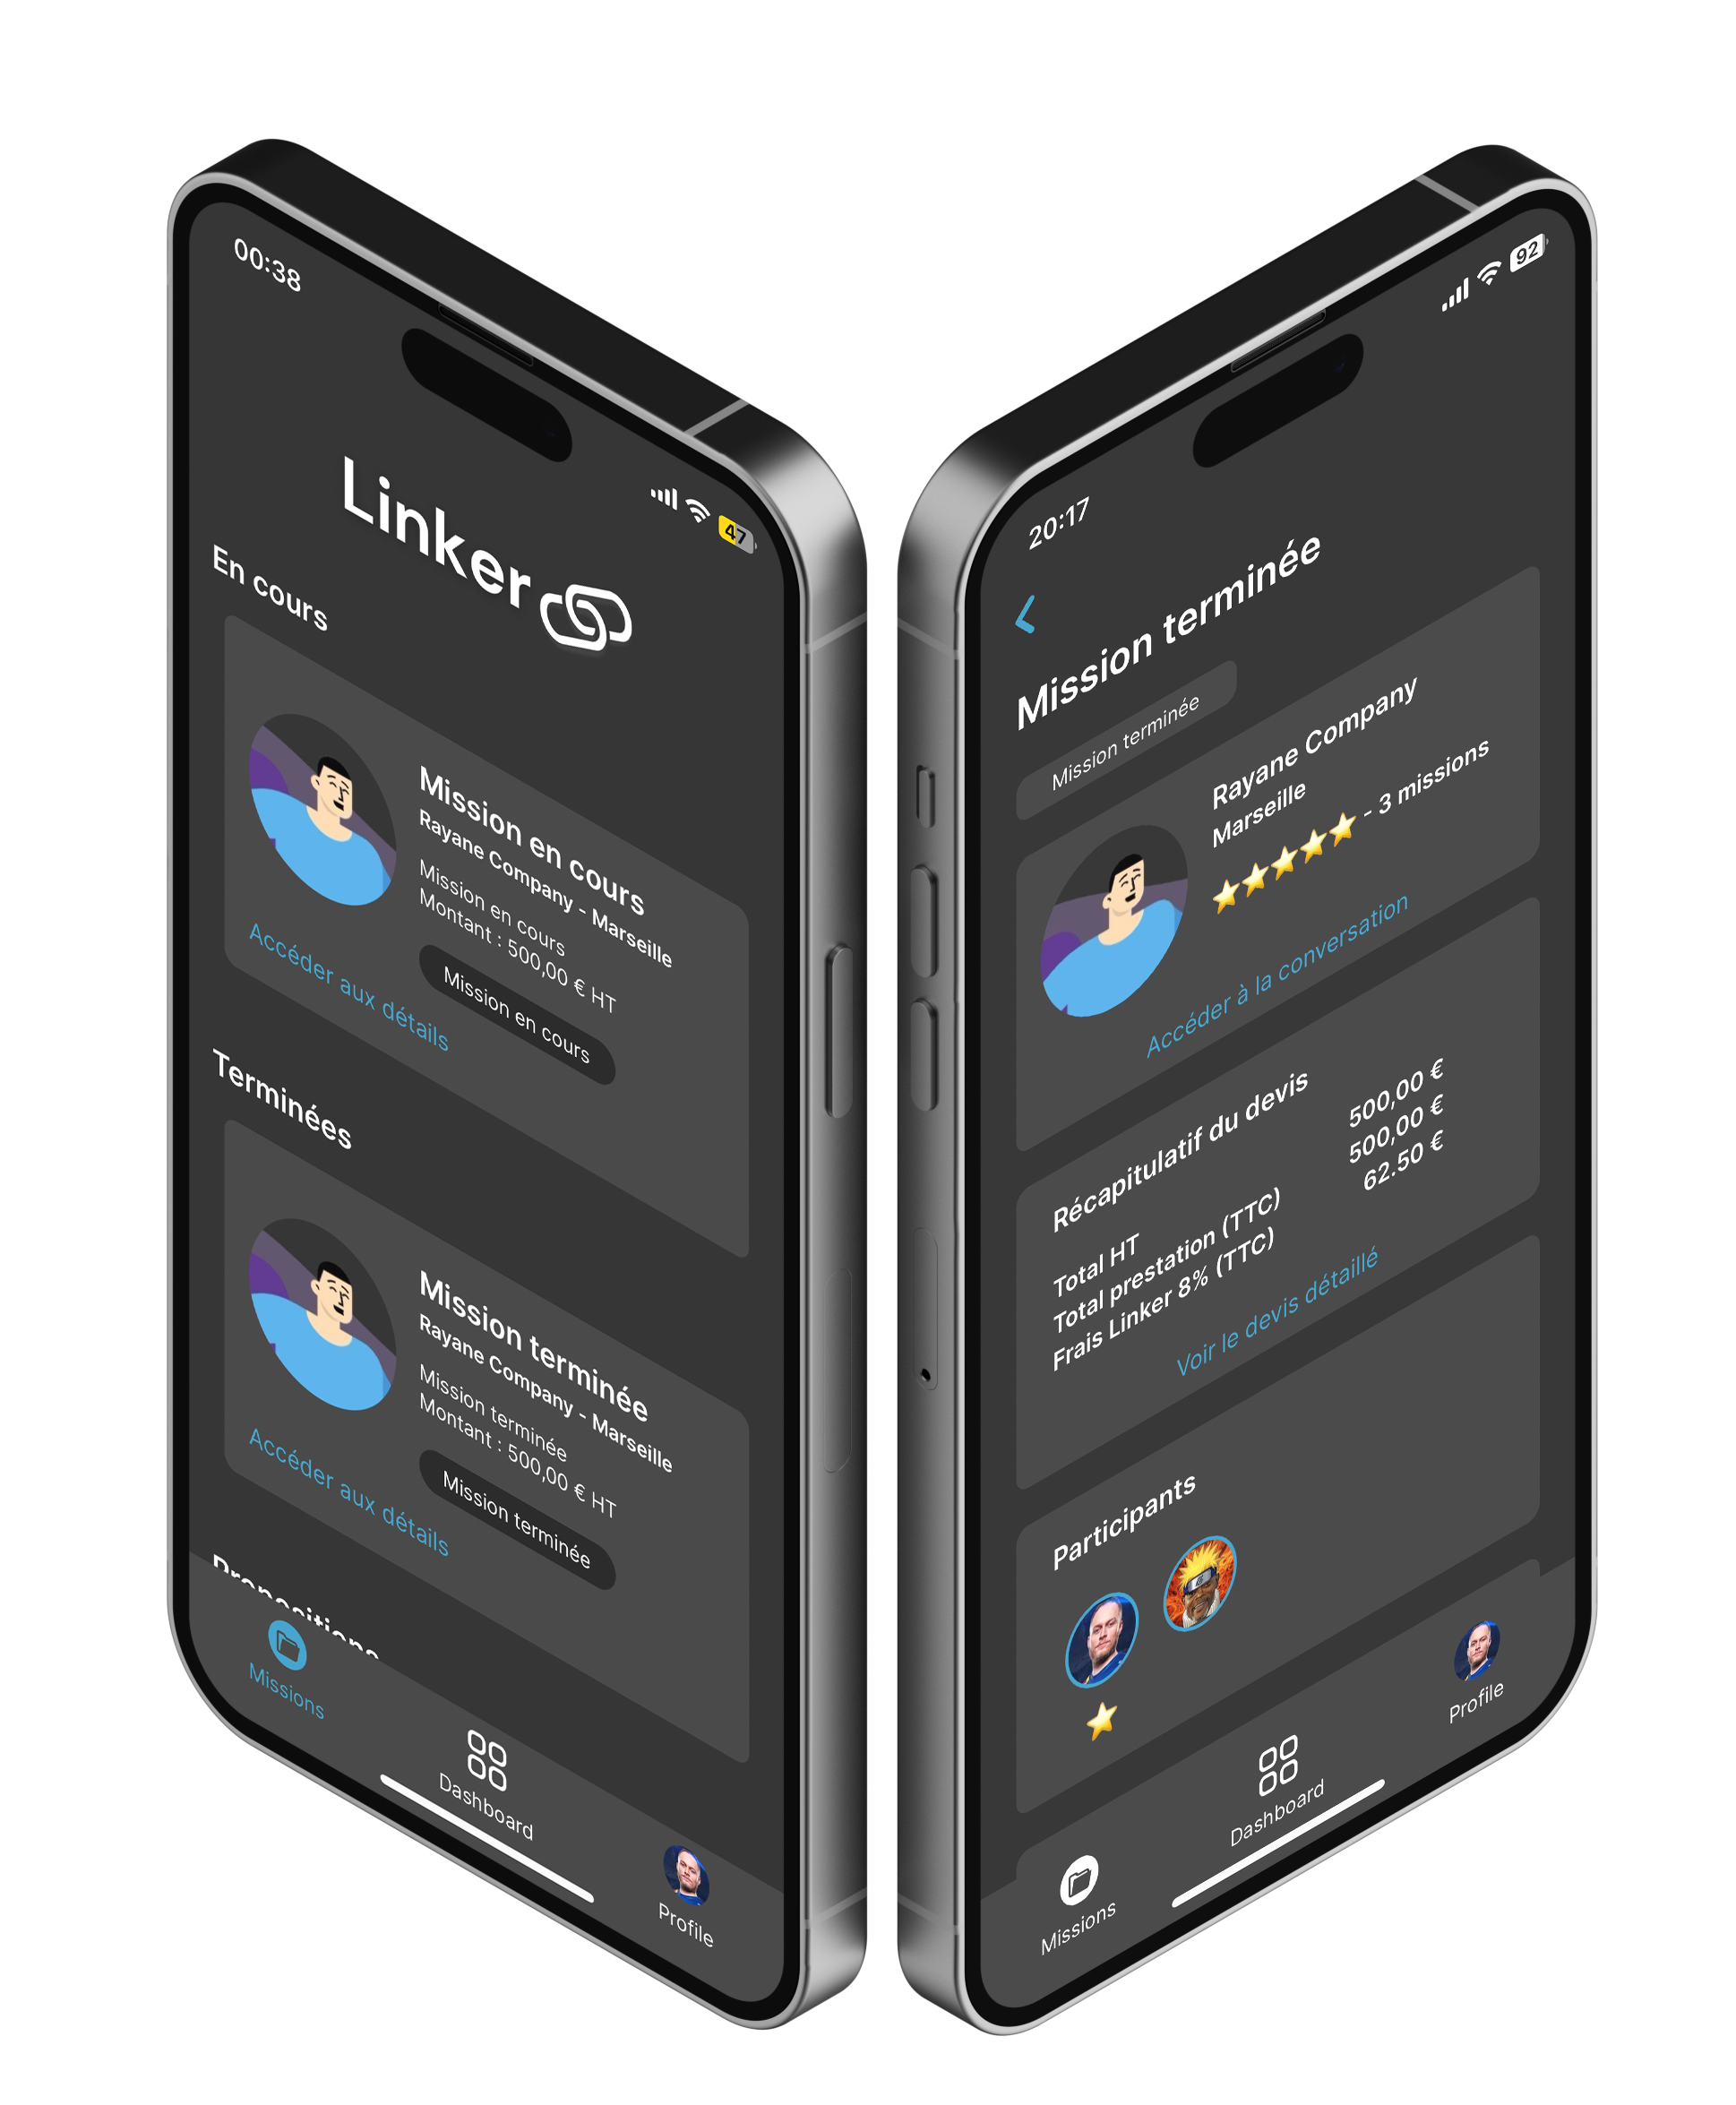 00:38
47
Linker
En cours
Mission en cours
Rayane Company - Marseille
Mission en cours
Montant : 500,00 € HT
Mission en cours
Accéder aux détails
Terminées
Mission terminée
Rayane Company - Marseille
Mission terminée
Montant : 500,00 € HT
Mission terminée
Accéder aux détails
Propositions
Missions
Dashboard
Profile
20:17
92
Mission terminée
Mission terminée
Rayane Company
Marseille
- 3 missions
Accéder à la conversation
Récapitulatif du devis
Total HT 500,00 €
Total prestation (TTC) 500,00 €
Frais Linker 8% (TTC) 62.50 €
Voir le devis détaillé
Participants
Missions
Dashboard
Profile